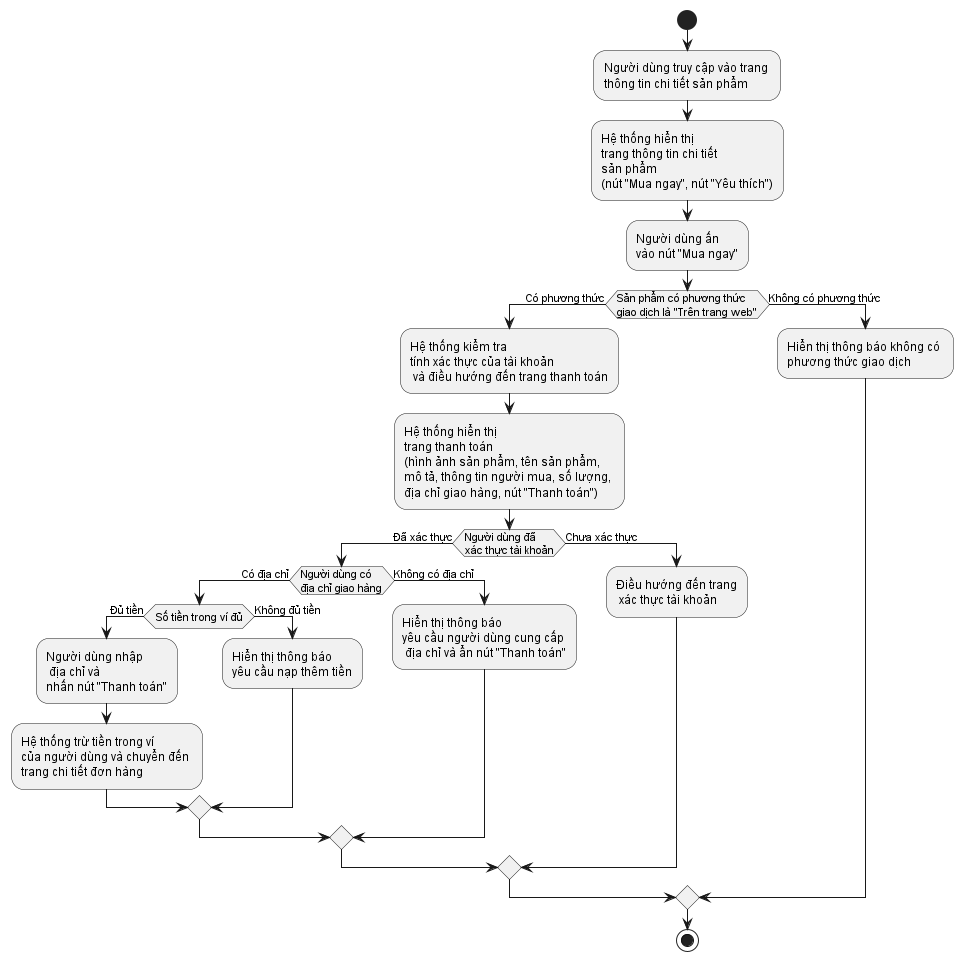 Người dùng truy cập vào trang
thông tin chi tiết sản phẩm
Hệ thống hiển thị
trang thông tin chi tiết
sản phẩm
(nút "Mua ngay", nút "Yêu thích")
Người dùng ấn
vào nút "Mua ngay"
Có phương thức
Sản phẩm có phương thức
giao dịch là "Trên trang web"
Không có phương thức
Hệ thống kiểm tra
tính xác thực của tài khoản
và điều hướng đến trang thanh toán
Hiển thị thông báo không có
phương thức giao dịch
Hệ thống hiển thị
trang thanh toán
(hình ảnh sản phẩm, tên sản phẩm,
mô tả, thông tin người mua, số lượng,
địa chỉ giao hàng, nút "Thanh toán")
Đã xác thực
Người dùng đã
xác thực tài khoản
Chưa xác thực
Có địa chỉ
Người dùng có
địa chỉ giao hàng
Không có địa chỉ
Điều hướng đến trang
xác thực tài khoản
Đủ tiền
Số tiền trong ví đủ
Không đủ tiền
Hiển thị thông báo
yêu cầu người dùng cung cấp
địa chỉ và ẩn nút "Thanh toán"
Người dùng nhập
địa chỉ và
nhấn nút "Thanh toán"
Hiển thị thông báo
yêu cầu nạp thêm tiền
Hệ thống trừ tiền trong ví
của người dùng và chuyển đến
trang chi tiết đơn hàng